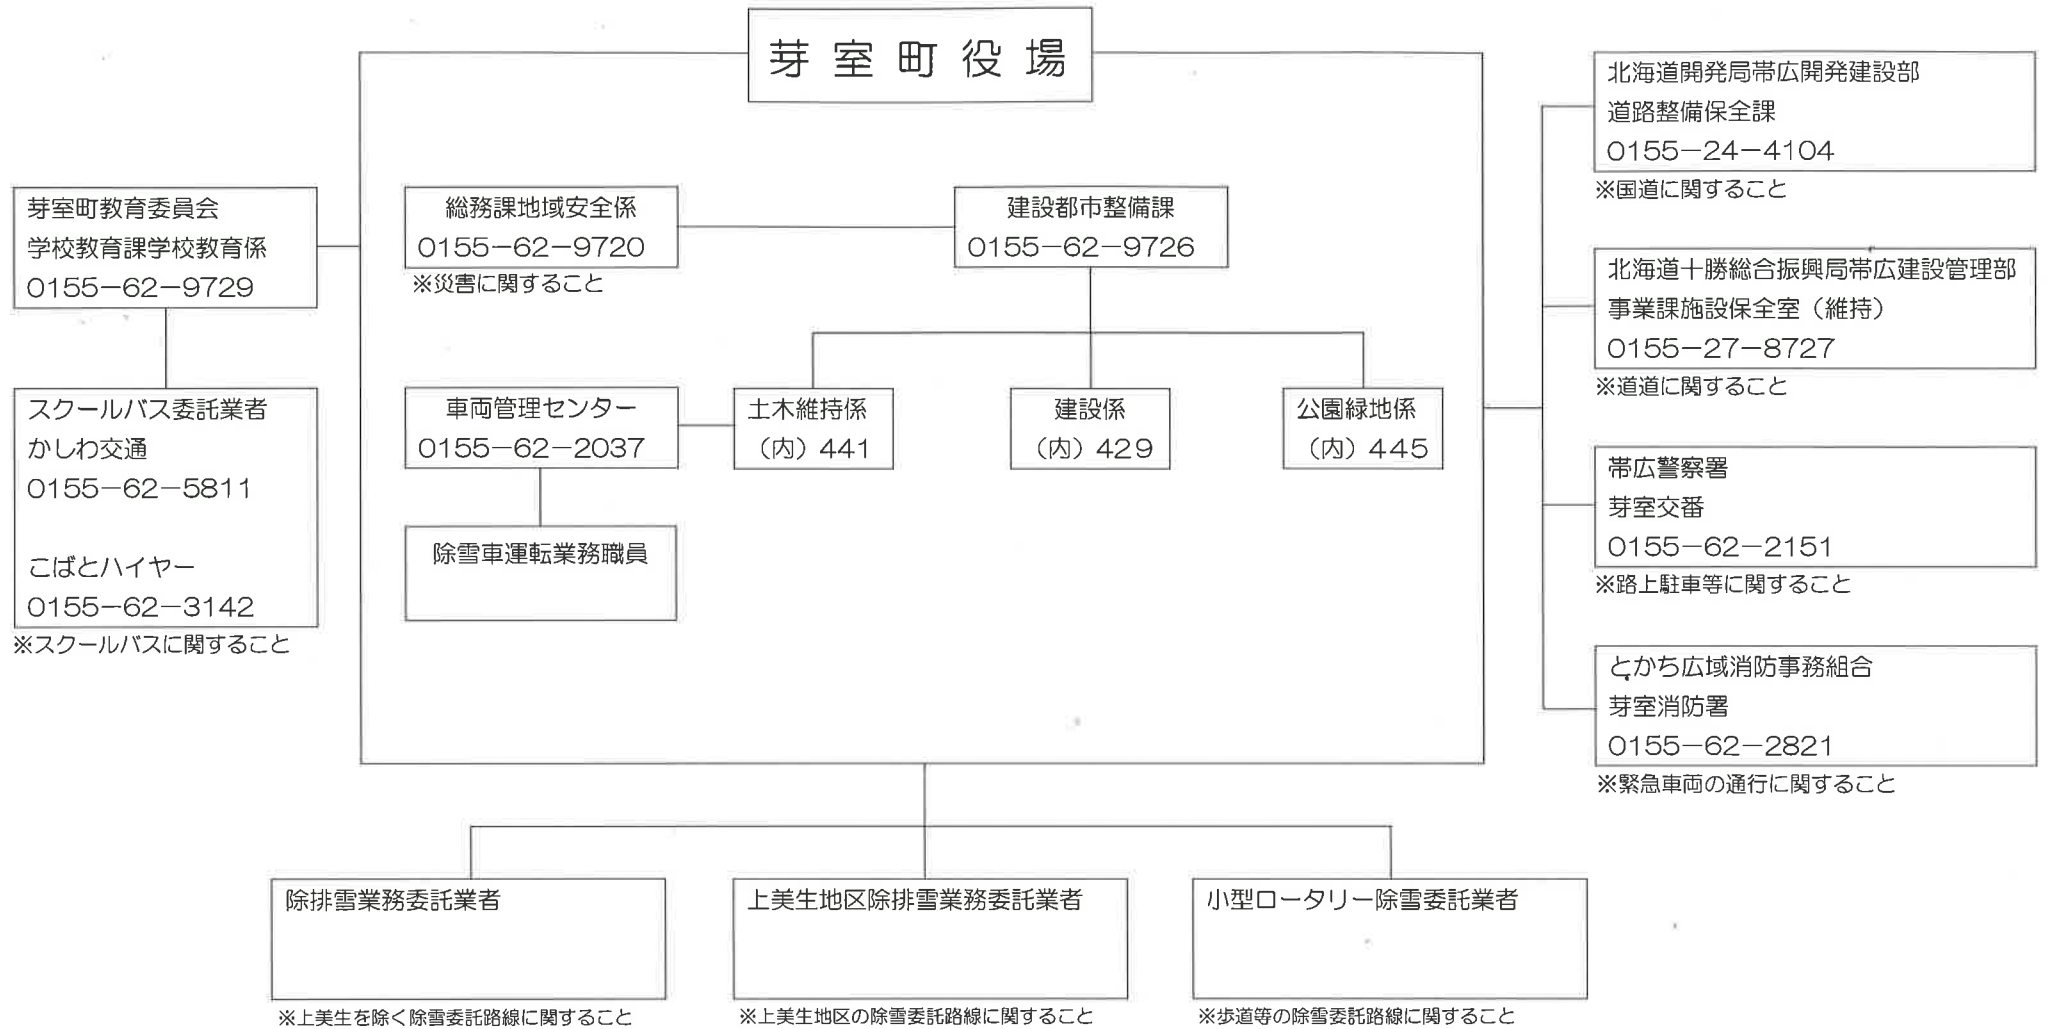 芽室町役場
芽室町教育委員会
学校教育課学校教育係
0155-62-9729
スクールバス委託業者
かしわ交通
0155-62-5811
こばとハイヤー
0155-62-3142
※スクールバスに関すること
総務課地域安全係
0155-62-9720
※災害に関すること
建設都市整備課
0155-62-9726
車両管理センター
0155-62-2037
土木維持係
(内)441
建設係
(内)429
公園緑地係
(内)445
除雪車運転業務職員
北海道開発局帯広開発建設部
道路整備保全課
0155-24-4104
※国道に関すること
北海道十勝総合振興局帯広建設管理部
事業課施設保全室(維持)
0155-27-8727
※道道に関すること
帯広警察署
芽室交番
0155-62-2151
※路上駐車等に関すること
とかち広域消防事務組合
芽室消防署
0155-62-2821
※緊急車両の通行に関すること
除排雪業務委託業者
※上美生を除く除雪委託路線に関すること
上美生地区除排雪業務委託業者
※上美生地区の除雪委託路線に関すること
小型ロータリー除雪委託業者
※歩道等の除雪委託路線に関すること